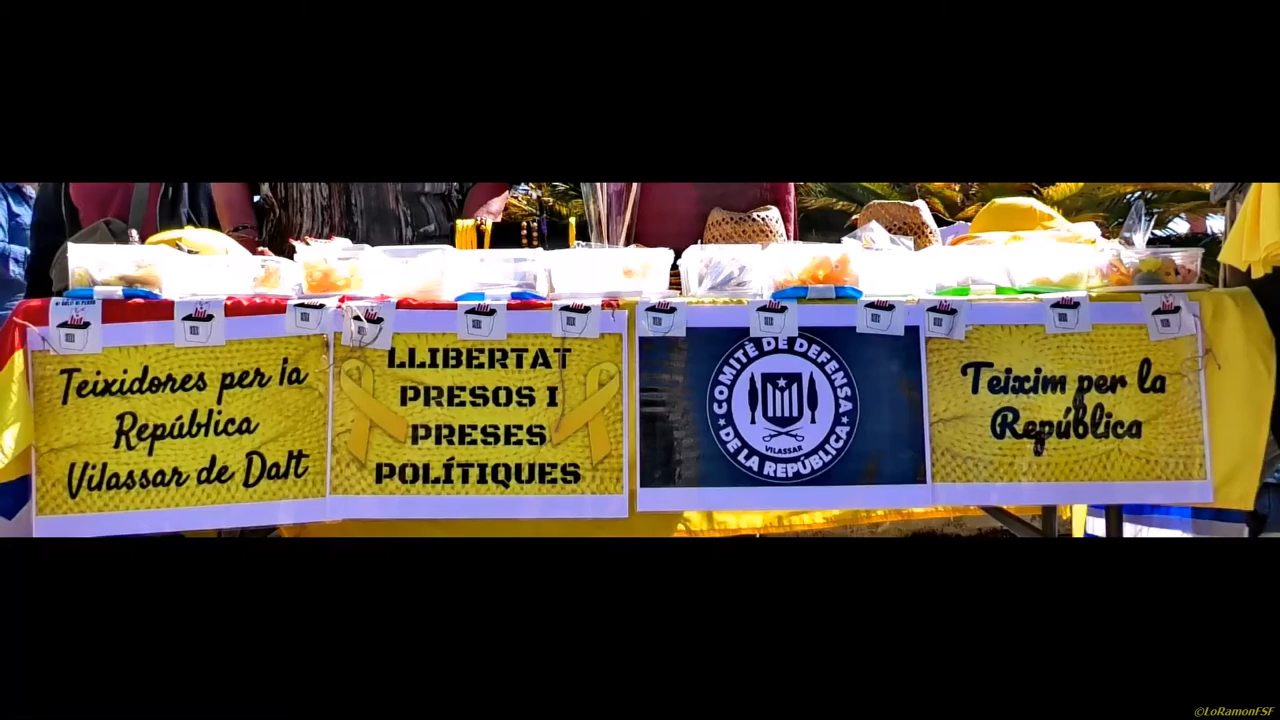 Teixidores per la
República
Vilassar de Dalt
LLIBERTAT
PRESOS I
PRESES
POLÍTIQUES
COMITÈ DE DEFENSA
DE LA REPÚBLICA
VILASSAR
Teixim per la
República
©LoRamonFSF